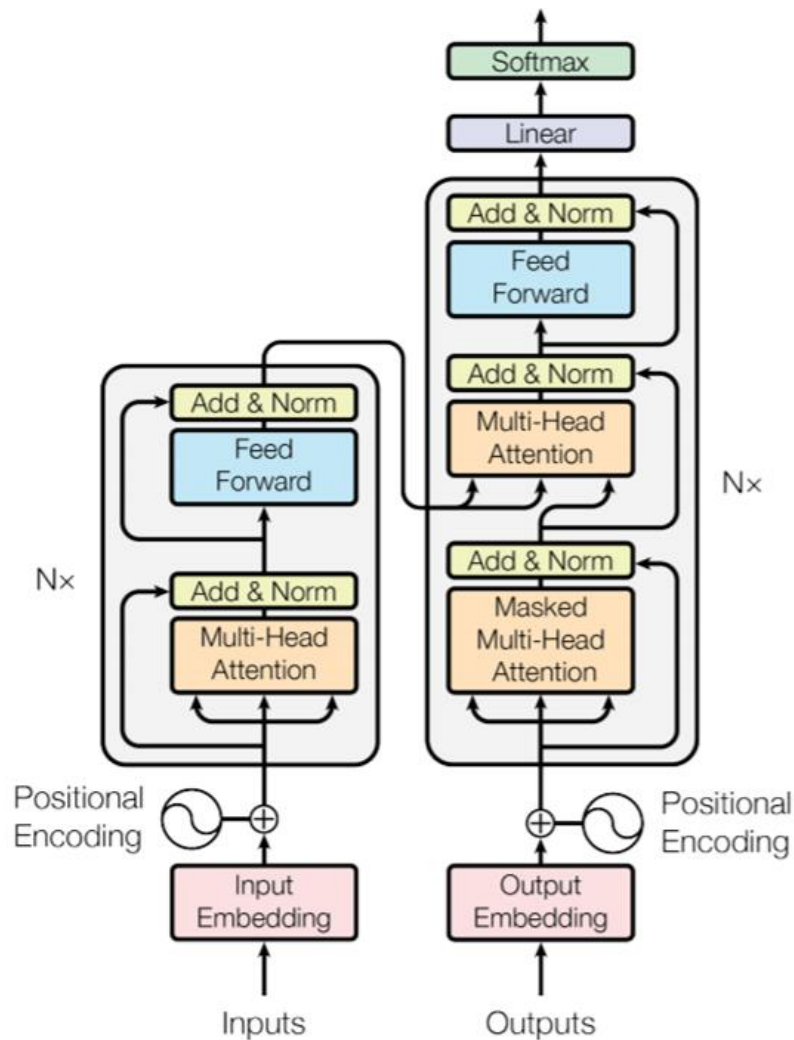 Softmax
Linear
Add & Norm
Feed
Forward
Add & Norm
Multi-Head
Attention
Nx
Add & Norm
Masked
Multi-Head
Attention
Add & Norm
Feed
Forward
Nx
Add & Norm
Multi-Head
Attention
Positional
Encoding
Positional
Encoding
Input
Embedding
Output
Embedding
Inputs
Outputs